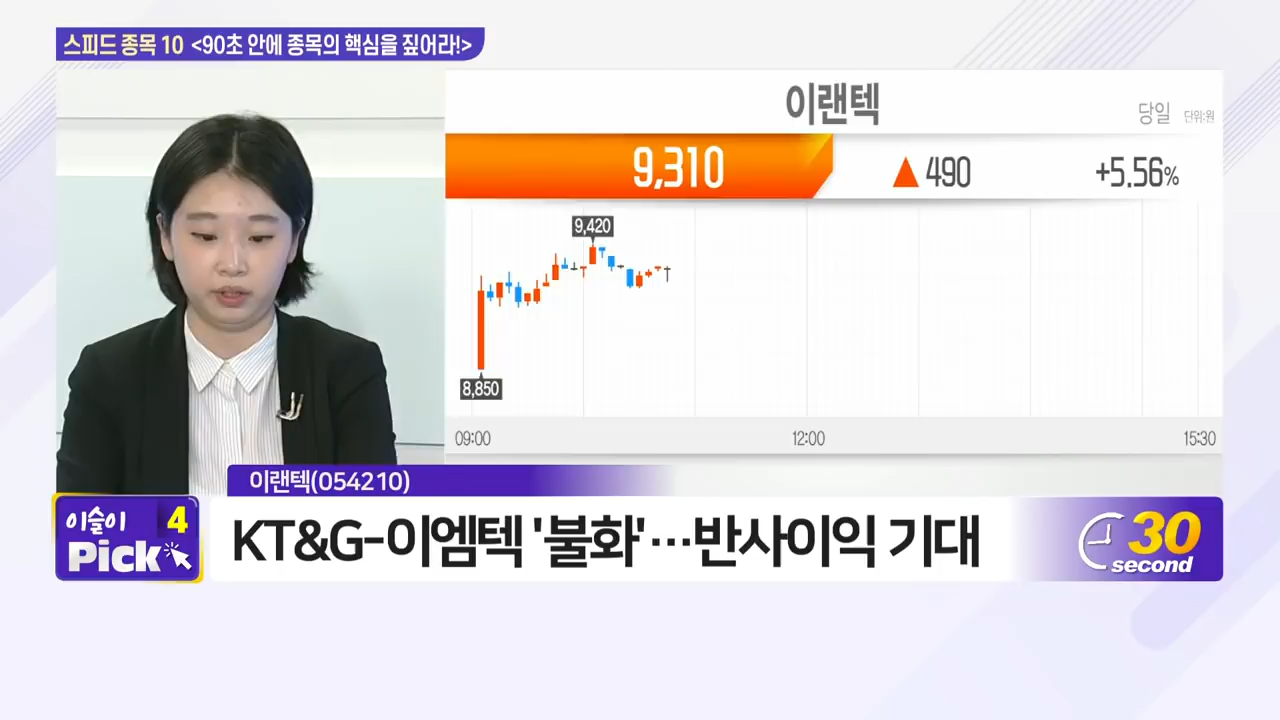 스피드 종목 10 <90초 안에 종목의 핵심을 짚어라!>
이랜텍
당일 단위:원
9,310 ▲490 +5.56%
9,420
8,850
09:00 12:00 15:30
이랜텍(054210)
이슬이 4
Pick
KT&G-이엠텍 '불화'…반사이익 기대
30
second